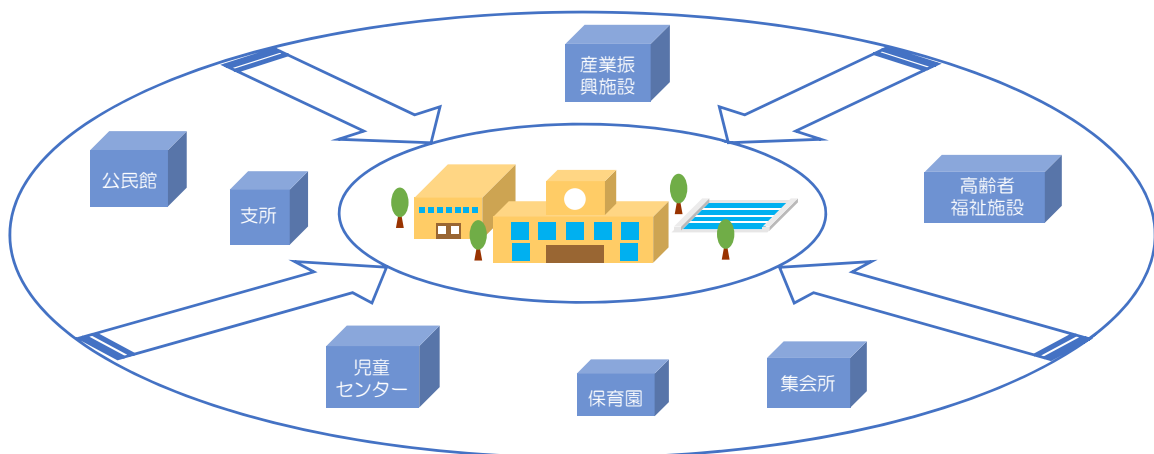 産業振
興施設
公民館
支所
高齢者
福祉施設
児童
センター
保育園
集会所